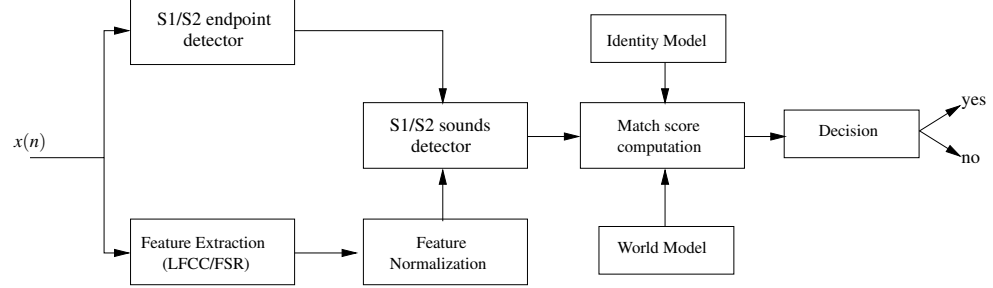 S1/S2 endpoint
detector
Identity Model
x(n)
S1/S2 sounds
detector
Match score
computation
Decision
yes
no
Feature Extraction
(LFCC/FSR)
Feature
Normalization
World Model